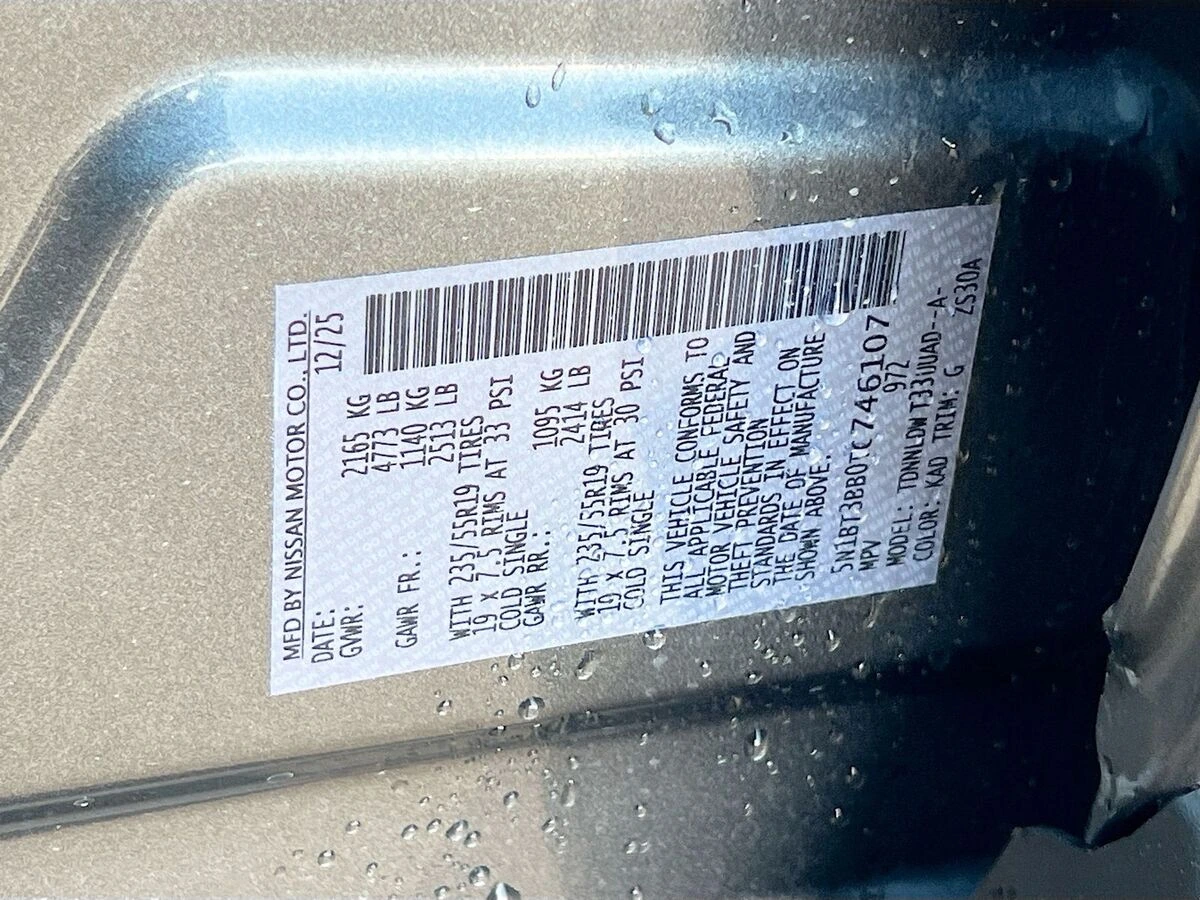 MFD BY NISSAN MOTOR CO., LTD.
DATE: 12/25
GVWR: 2165 KG
4773 LB
GAWR FR.: 1140 KG
2513 LB
WITH 235/55R19 TIRES
19 X 7.5 RIMS AT 33 PSI
COLD SINGLE
GAWR RR.: 1095 KG
2414 LB
WITH 235/55R19 TIRES
19 X 7.5 RIMS AT 30 PSI
COLD SINGLE
THIS VEHICLE CONFORMS TO
ALL APPLICABLE FEDERAL
MOTOR VEHICLE SAFETY AND
THEFT PREVENTION
STANDARDS IN EFFECT ON
THE DATE OF MANUFACTURE
SHOWN ABOVE.
5N1BT3BB0TC746107
MPV 972
MODEL: TDNNLDWT33UUAD--A-
COLOR: KAD TRIM: G ZS30A